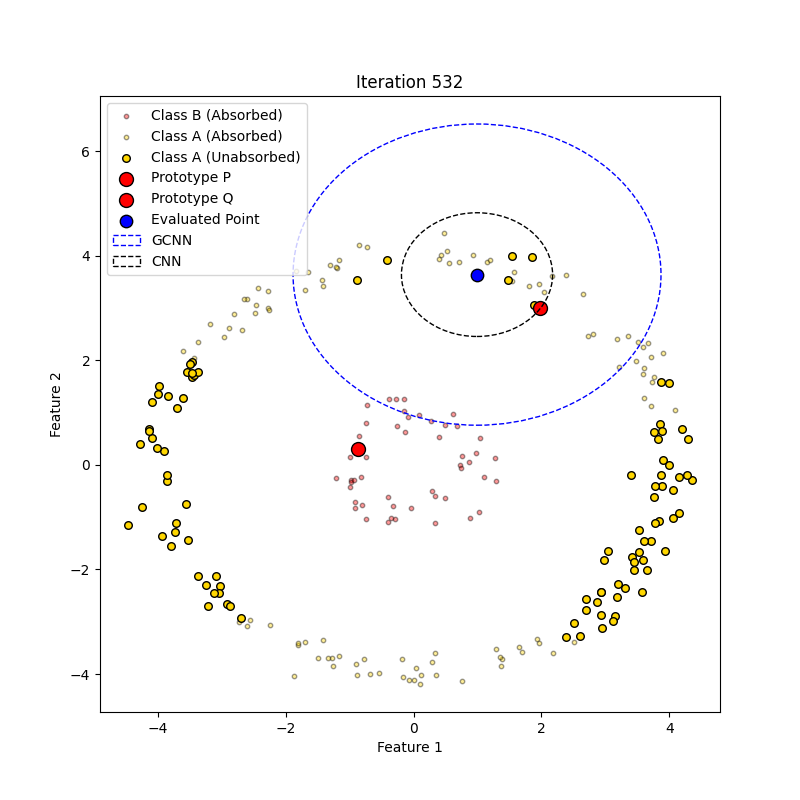 Iteration 532
Class B (Absorbed)
Class A (Absorbed)
Class A (Unabsorbed)
Prototype P
Prototype Q
Evaluated Point
GCNN
CNN
6
4
2
0
−2
−4
Feature 2
−4
−2
0
2
4
Feature 1